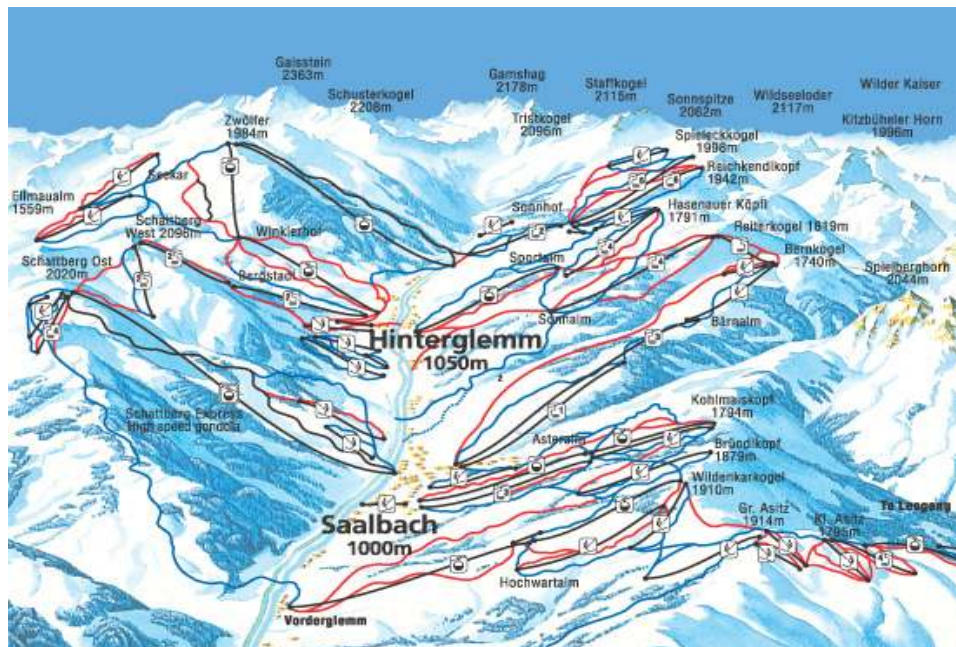 Gaisstein
2363m
Schusterkogel
2208m
Gamshag
2178m
Tristkogel
2096m
Staffkogel
2115m
Sonnspitze
2062m
Wildseeloder
2117m
Wilder Kaiser
Kitzbüheler Horn
1996m
Zwölfer
1984m
Spieleckkogel
1998m
Reichkendlkopf
1942m
Seekar
Ellmaualm
1559m
Hasenauer Köpfl
1791m
Sonnhof
Schattberg
West 2096m
Winklerhof
Reiterkogel 1819m
Bernkogel
1740m
Schattberg Ost
2020m
Bergstadl
Sportalm
Spielberghorn
2044m
Sonnalm
Bärnalm
Hinterglemm
1050m
2
Schattberg Express
High speed gondola
Kohlmaiskopf
1794m
Asteralm
Bründlkopf
1879m
Wildenkarkogel
1910m
Saalbach
1000m
Gr. Asitz
1914m
Kl. Asitz
1795m
To Leogang
Hochwartalm
Vorderglemm